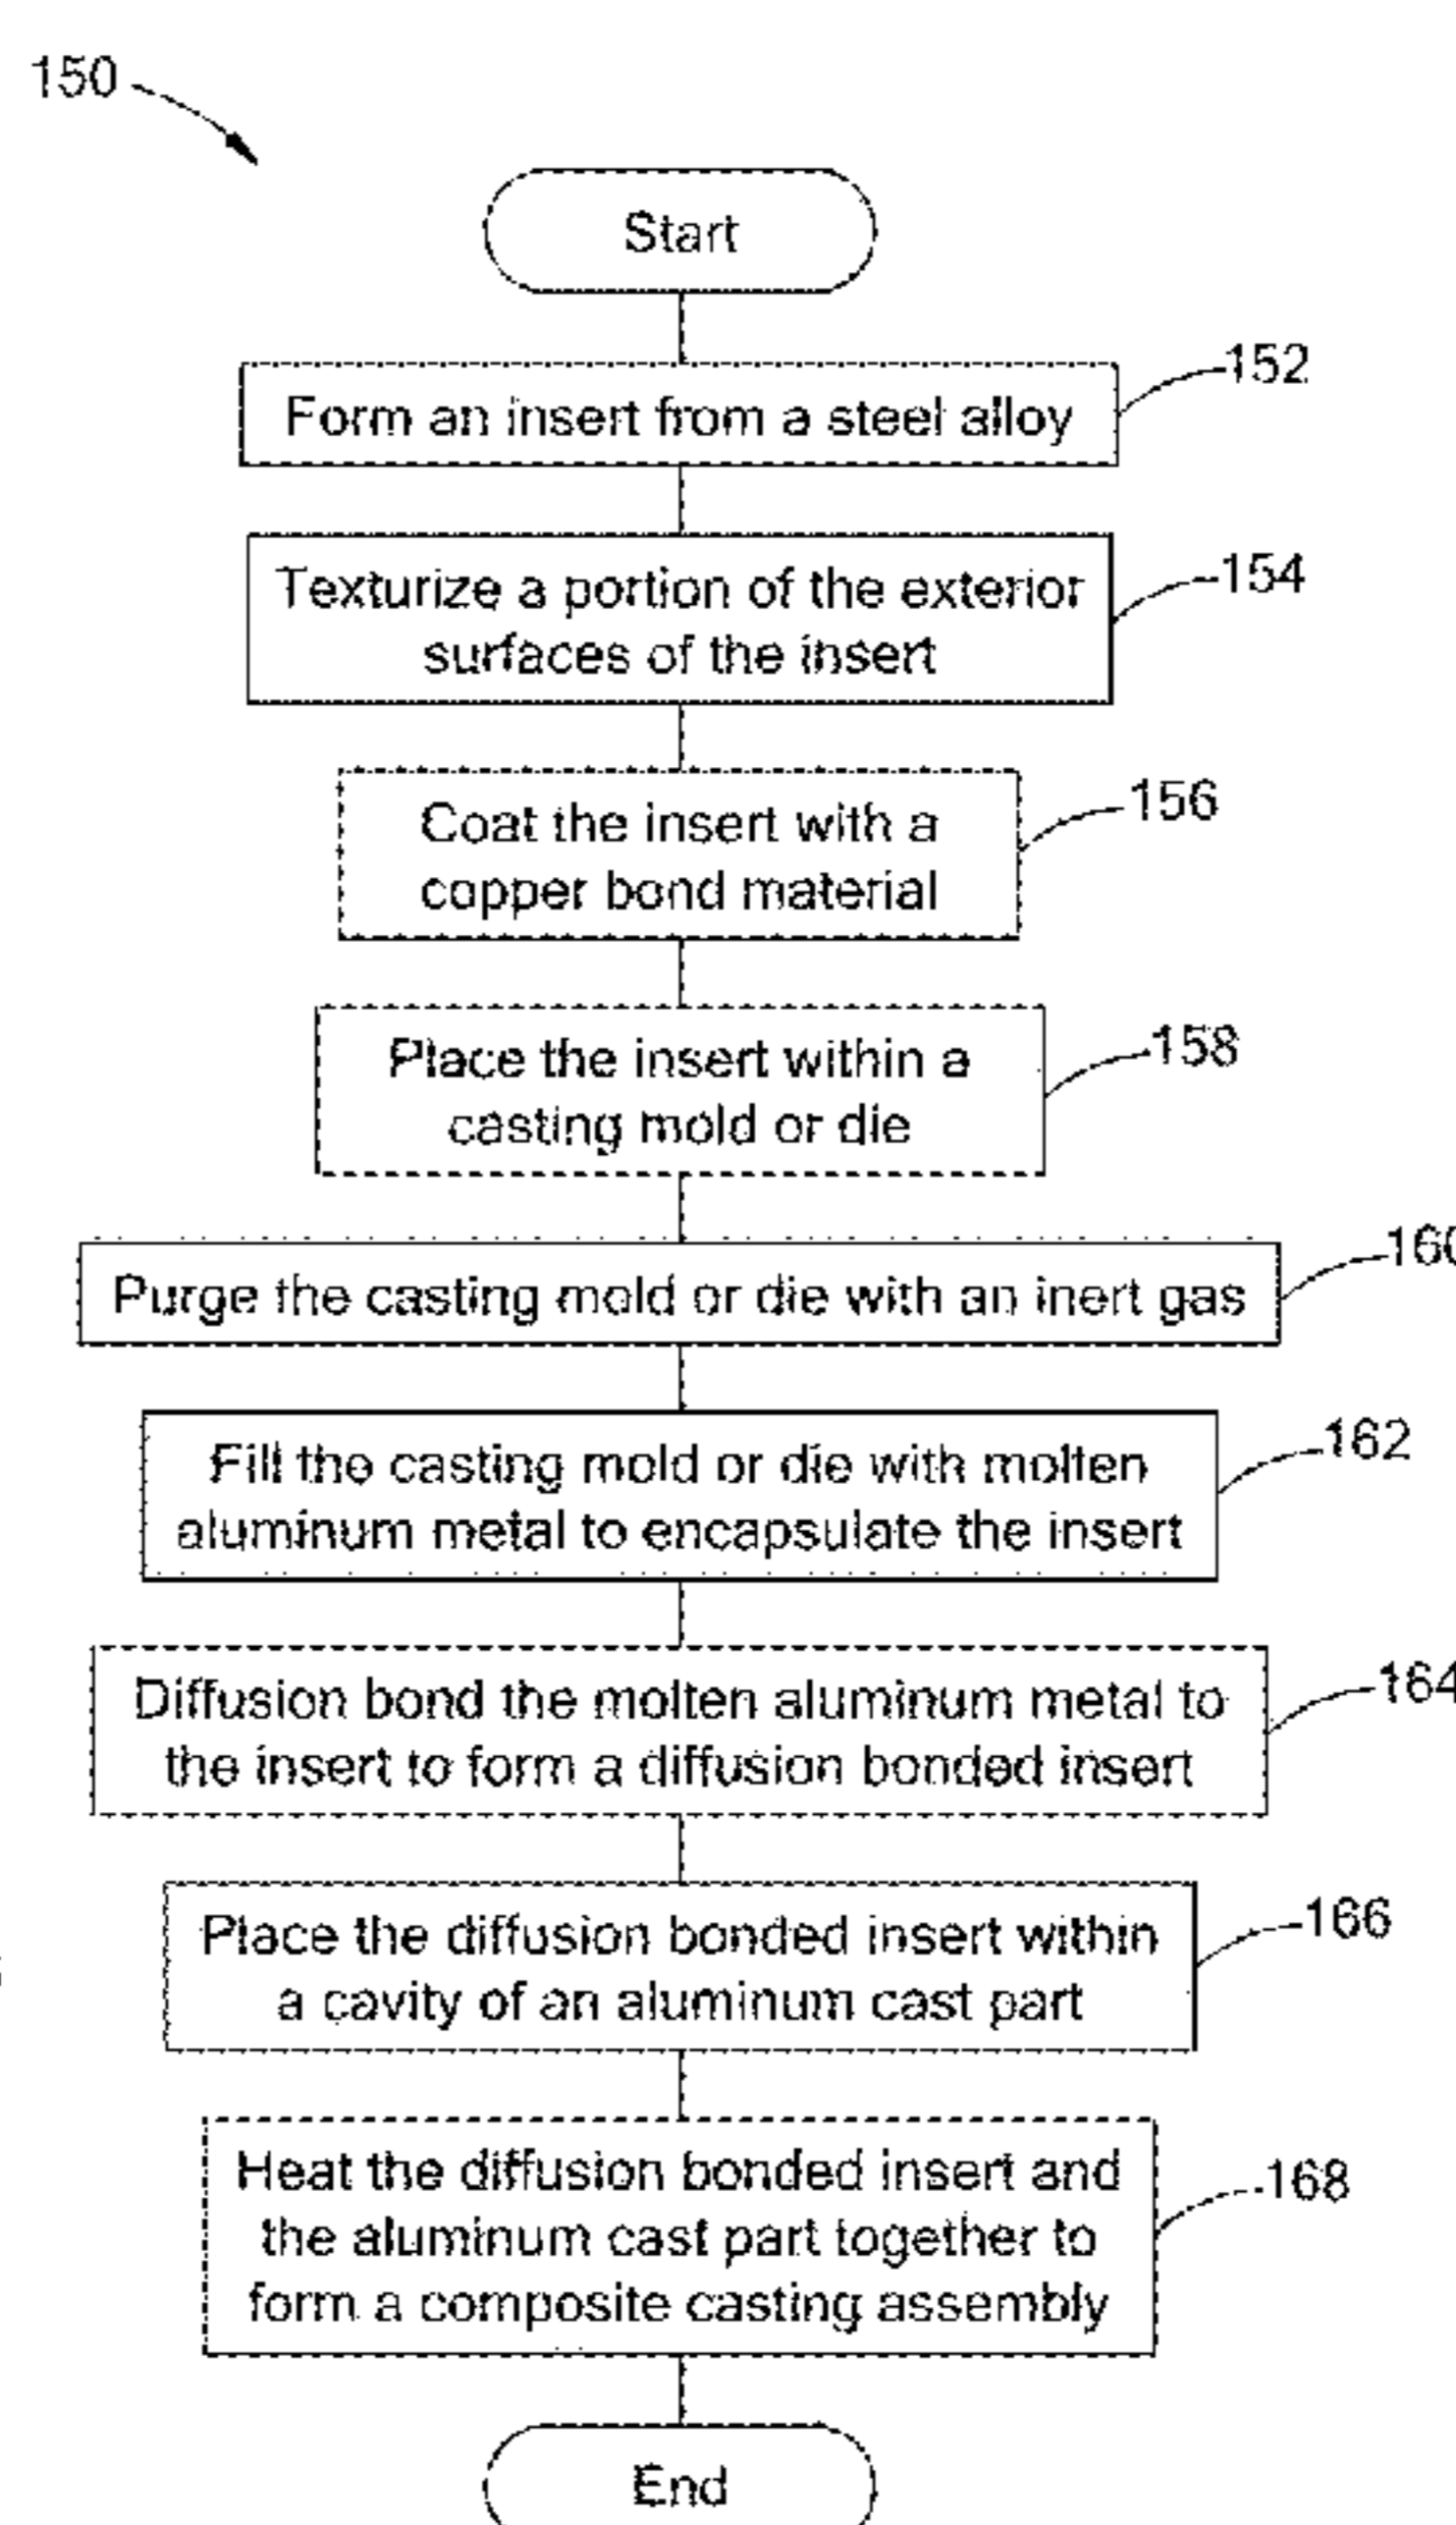 150
Start
152
Form an insert from a steel alloy
154
Texturize a portion of the exterior
surfaces of the insert
156
Coat the insert with a
copper bond material
158
Place the insert within a
casting mold or die
160
Purge the casting mold or die with an inert gas
162
Fill the casting mold or die with molten
aluminum metal to encapsulate the insert
164
Diffusion bond the molten aluminum metal to
the insert to form a diffusion bonded insert
166
Place the diffusion bonded insert within
a cavity of an aluminum cast part
168
Heat the diffusion bonded insert and
the aluminum cast part together to
form a composite casting assembly
End